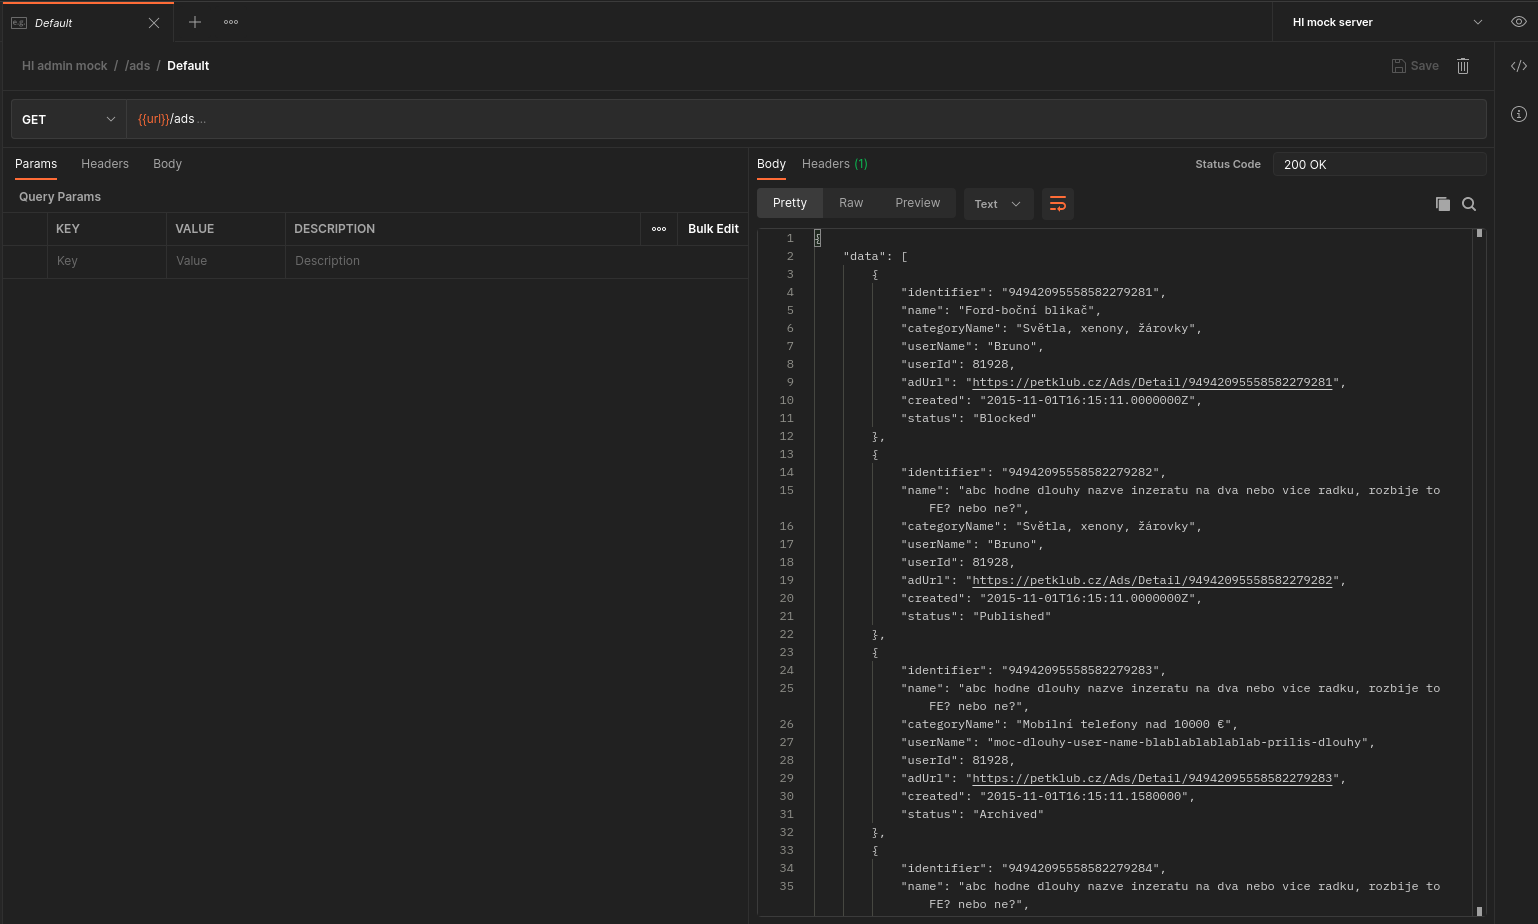 e.g. Default
HI mock server
HI admin mock / /ads / Default
Save
GET
{{url}}/ads ...
Params Headers Body
Query Params
KEY VALUE DESCRIPTION Bulk Edit
Key Value Description
Body Headers (1) Status Code 200 OK
Pretty Raw Preview Text
1 {
2 "data": [
3 {
4 "identifier": "94942095558582279281",
5 "name": "Ford-boční blikač",
6 "categoryName": "Světla, xenony, žárovky",
7 "userName": "Bruno",
8 "userId": 81928,
9 "adUrl": "https://petklub.cz/Ads/Detail/94942095558582279281",
10 "created": "2015-11-01T16:15:11.0000000Z",
11 "status": "Blocked"
12 },
13 {
14 "identifier": "94942095558582279282",
15 "name": "abc hodne dlouhy nazve inzeratu na dva nebo vice radku, rozbije to
FE? nebo ne?",
16 "categoryName": "Světla, xenony, žárovky",
17 "userName": "Bruno",
18 "userId": 81928,
19 "adUrl": "https://petklub.cz/Ads/Detail/94942095558582279282",
20 "created": "2015-11-01T16:15:11.0000000Z",
21 "status": "Published"
22 },
23 {
24 "identifier": "94942095558582279283",
25 "name": "abc hodne dlouhy nazve inzeratu na dva nebo vice radku, rozbije to
FE? nebo ne?",
26 "categoryName": "Mobilní telefony nad 10000 €",
27 "userName": "moc-dlouhy-user-name-blablablablablab-prilis-dlouhy",
28 "userId": 81928,
29 "adUrl": "https://petklub.cz/Ads/Detail/94942095558582279283",
30 "created": "2015-11-01T16:15:11.1580000",
31 "status": "Archived"
32 },
33 {
34 "identifier": "94942095558582279284",
35 "name": "abc hodne dlouhy nazve inzeratu na dva nebo vice radku, rozbije to
FE? nebo ne?",